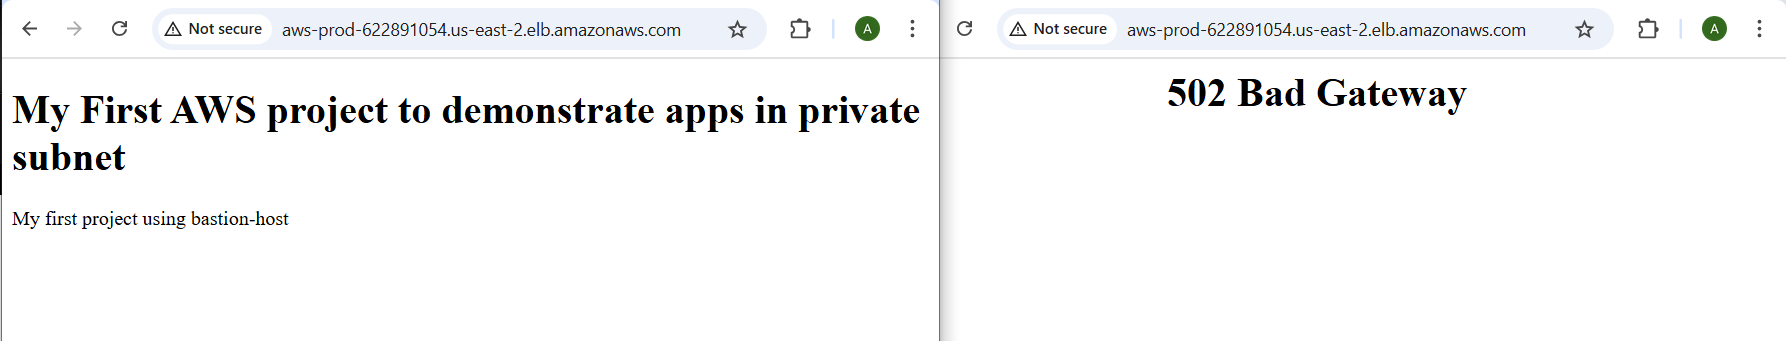 Not secure aws-prod-622891054.us-east-2.elb.amazonaws.com A
My First AWS project to demonstrate apps in private
subnet
My first project using bastion-host
Not secure aws-prod-622891054.us-east-2.elb.amazonaws.com A
502 Bad Gateway